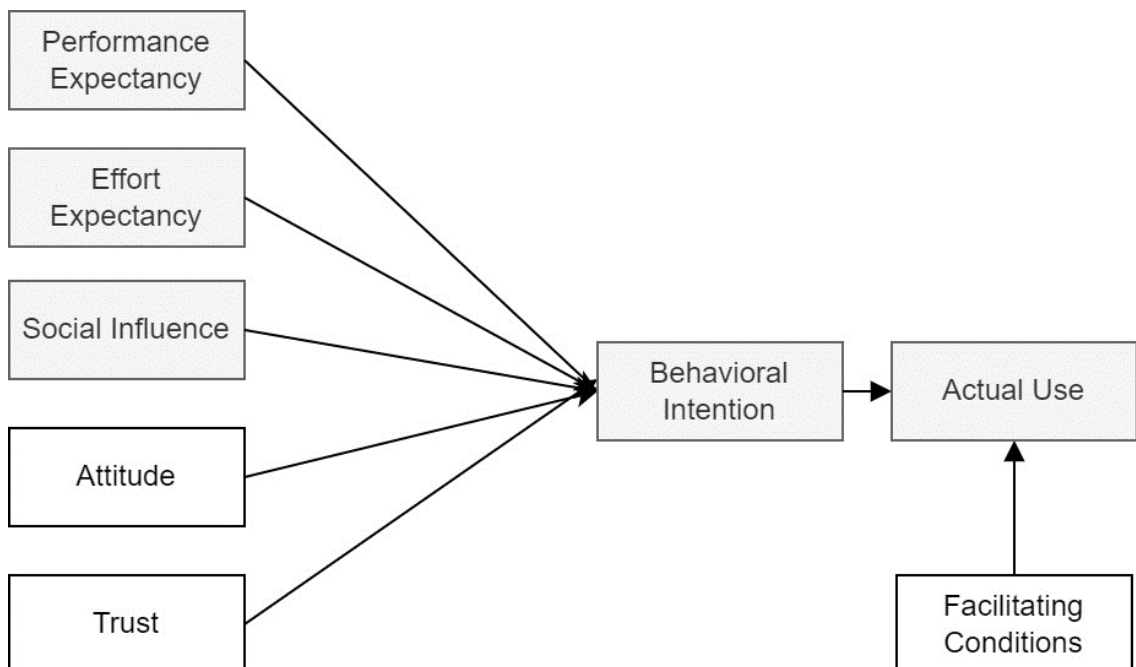 Performance
Expectancy
Effort
Expectancy
Social Influence
Attitude
Trust
Behavioral
Intention
Actual Use
Facilitating
Conditions